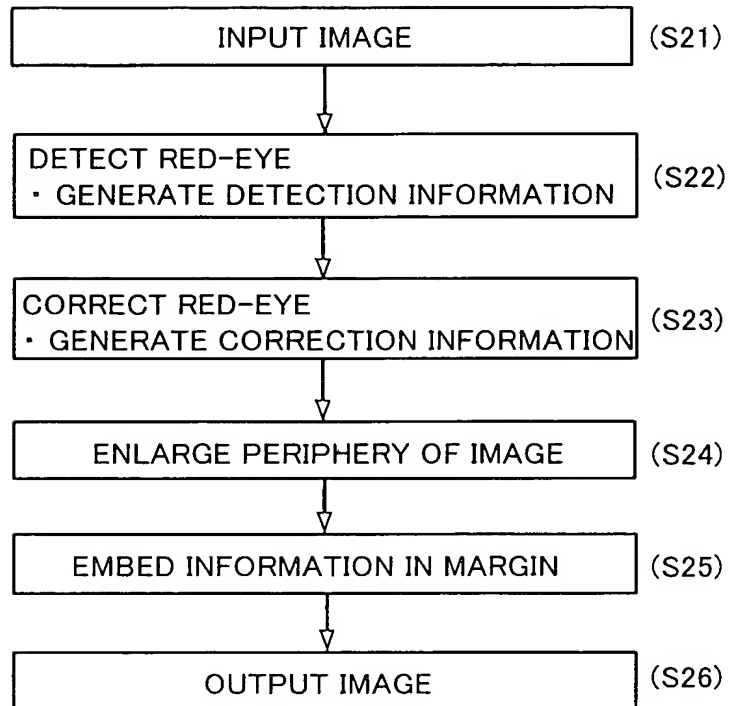 INPUT IMAGE (S21)
DETECT RED-EYE (S22)
・GENERATE DETECTION INFORMATION
CORRECT RED-EYE (S23)
・GENERATE CORRECTION INFORMATION
ENLARGE PERIPHERY OF IMAGE (S24)
EMBED INFORMATION IN MARGIN (S25)
OUTPUT IMAGE (S26)